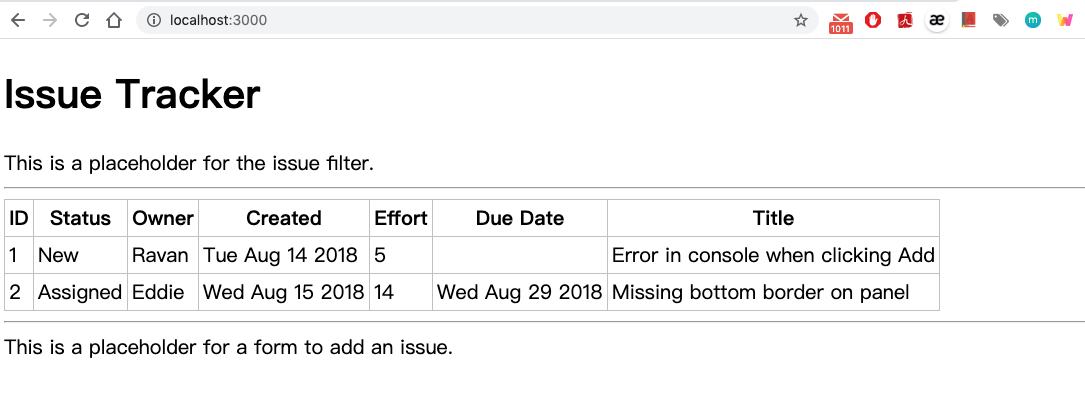 localhost:3000
1011
æ
m
Issue Tracker
This is a placeholder for the issue filter.
ID Status Owner Created Effort Due Date Title
1 New Ravan Tue Aug 14 2018 5 Error in console when clicking Add
2 Assigned Eddie Wed Aug 15 2018 14 Wed Aug 29 2018 Missing bottom border on panel
This is a placeholder for a form to add an issue.